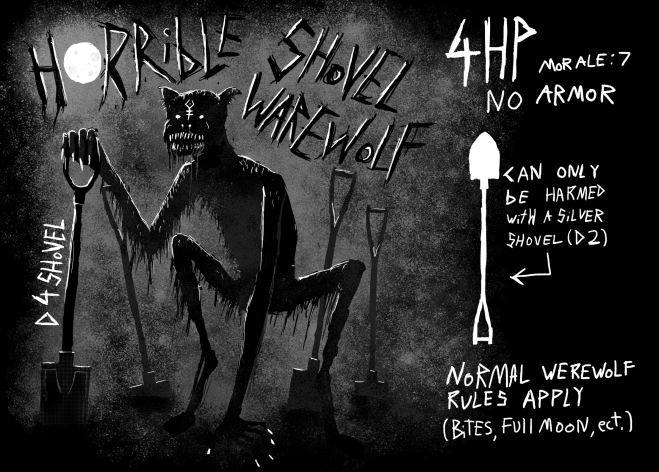 HORRIBLE SHOVEL
WAREWOLF
4HP MORALE:7
NO ARMOR
D4 SHOVEL
CAN ONLY
BE HARMED
WITH A SILVER
SHOVEL (D2)
NORMAL WEREWOLF
RULES APPLY
(BITES, FULL MOON, ect.)